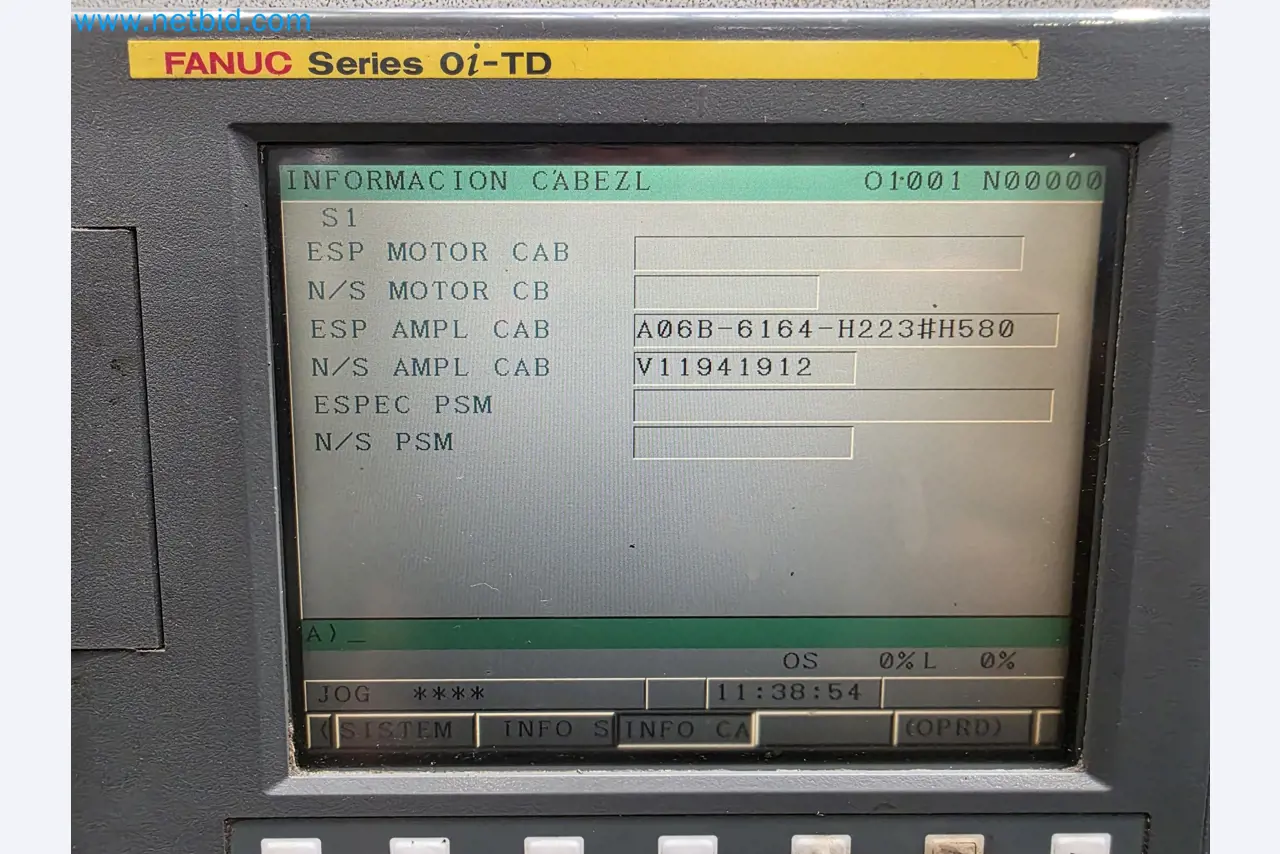 www.netbid.com
FANUC Series 0i-TD
INFORMACION CABEZL O1001 N00000
S1
ESP MOTOR CAB
N/S MOTOR CB
ESP AMPL CAB A06B-6164-H223#H580
N/S AMPL CAB V11941912
ESPEC PSM
N/S PSM
A)_
OS 0% L 0%
JOG **** 11:38:54
( SISTEM INFO S INFO CA (OPRD)